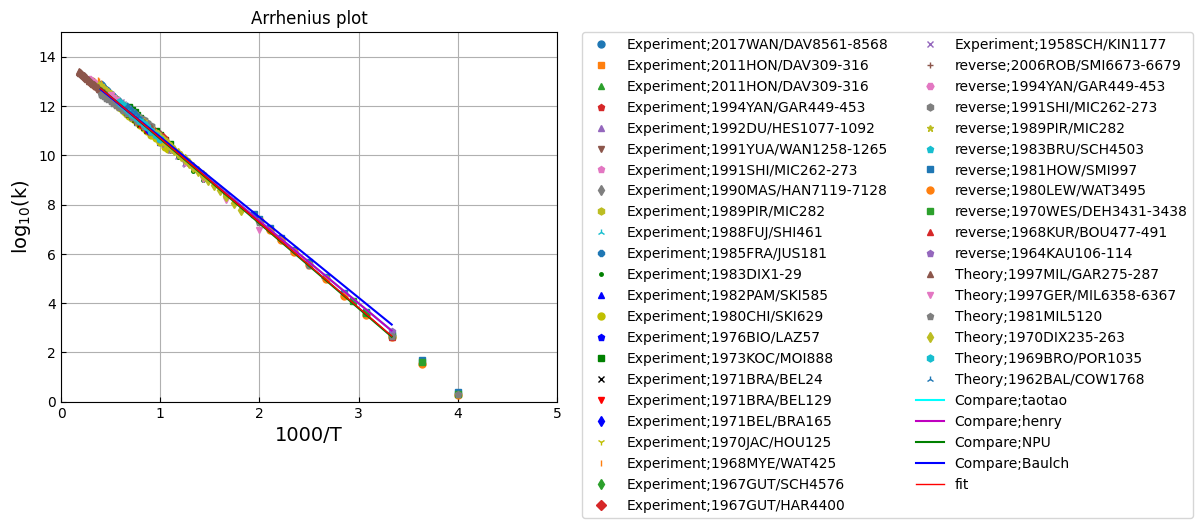 Arrhenius plot
log10(k)
14
12
10
8
6
4
2
0
0 1 2 3 4 5
1000/T
Experiment;2017WAN/DAV8561-8568
Experiment;2011HON/DAV309-316
Experiment;2011HON/DAV309-316
Experiment;1994YAN/GAR449-453
Experiment;1992DU/HES1077-1092
Experiment;1991YUA/WAN1258-1265
Experiment;1991SHI/MIC262-273
Experiment;1990MAS/HAN7119-7128
Experiment;1989PIR/MIC282
Experiment;1988FUJ/SHI461
Experiment;1985FRA/JUS181
Experiment;1983DIX1-29
Experiment;1982PAM/SKI585
Experiment;1980CHI/SKI629
Experiment;1976BIO/LAZ57
Experiment;1973KOC/MOI888
Experiment;1971BRA/BEL24
Experiment;1971BRA/BEL129
Experiment;1971BEL/BRA165
Experiment;1970JAC/HOU125
Experiment;1968MYE/WAT425
Experiment;1967GUT/SCH4576
Experiment;1967GUT/HAR4400
Experiment;1958SCH/KIN1177
reverse;2006ROB/SMI6673-6679
reverse;1994YAN/GAR449-453
reverse;1991SHI/MIC262-273
reverse;1989PIR/MIC282
reverse;1983BRU/SCH4503
reverse;1981HOW/SMI997
reverse;1980LEW/WAT3495
reverse;1970WES/DEH3431-3438
reverse;1968KUR/BOU477-491
reverse;1964KAU106-114
Theory;1997MIL/GAR275-287
Theory;1997GER/MIL6358-6367
Theory;1981MIL5120
Theory;1970DIX235-263
Theory;1969BRO/POR1035
Theory;1962BAL/COW1768
Compare;taotao
Compare;henry
Compare;NPU
Compare;Baulch
fit